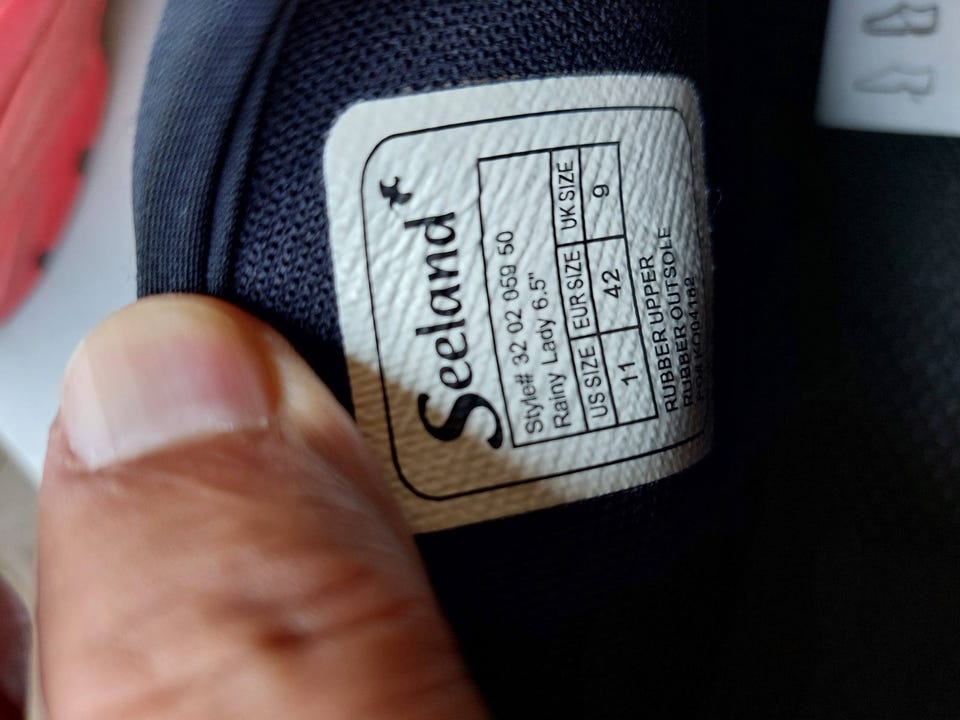 Seeland
Style# 32 02 059 50
Rainy Lady 6.5"
US SIZE EUR SIZE UK SIZE
11 42 9
RUBBER UPPER
RUBBER OUTSOLE